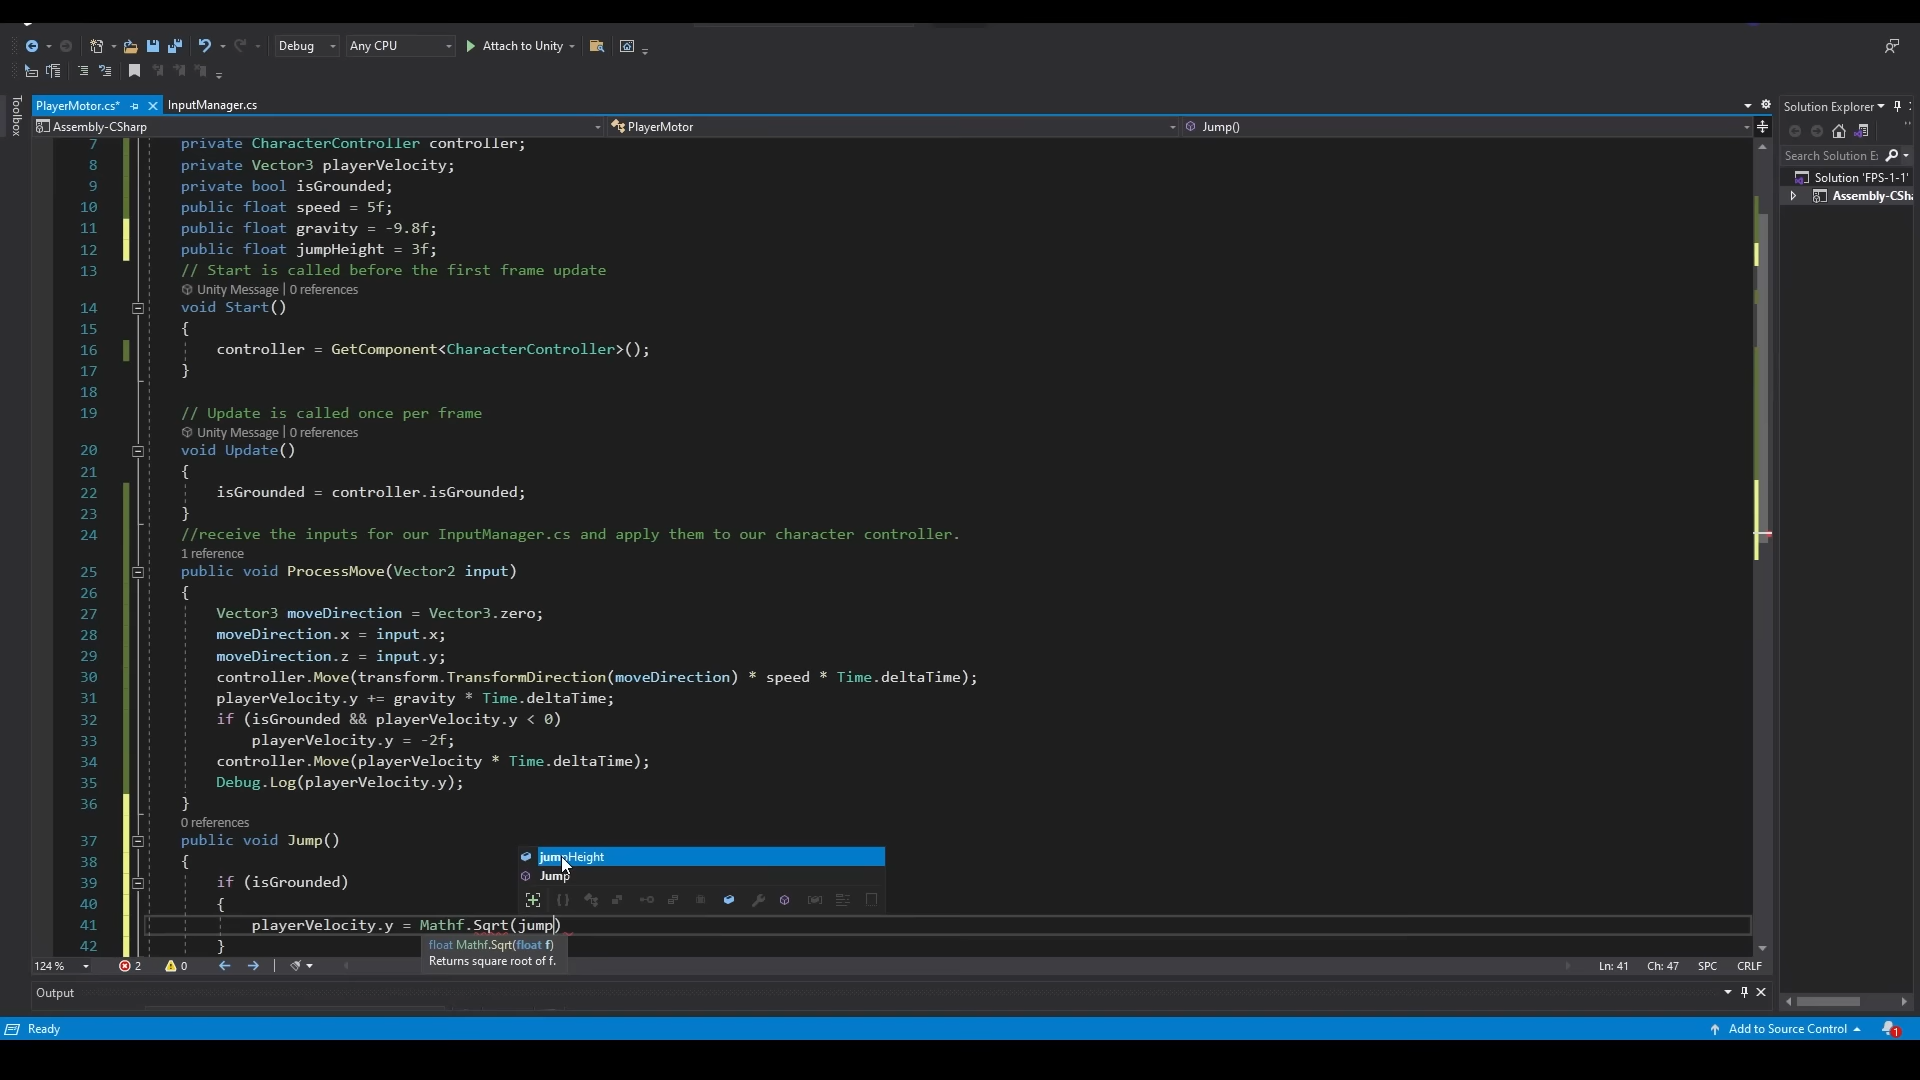 Debug Any CPU Attach to Unity
Toolbox
PlayerMotor.cs* InputManager.cs
Assembly-CSharp PlayerMotor Jump()
7 private CharacterController controller;
8 private Vector3 playerVelocity;
9 private bool isGrounded;
10 public float speed = 5f;
11 public float gravity = -9.8f;
12 public float jumpHeight = 3f;
13 // Start is called before the first frame update
Unity Message | 0 references
14 void Start()
15 {
16 controller = GetComponent<CharacterController>();
17 }
18
19 // Update is called once per frame
Unity Message | 0 references
20 void Update()
21 {
22 isGrounded = controller.isGrounded;
23 }
24 //receive the inputs for our InputManager.cs and apply them to our character controller.
1 reference
25 public void ProcessMove(Vector2 input)
26 {
27 Vector3 moveDirection = Vector3.zero;
28 moveDirection.x = input.x;
29 moveDirection.z = input.y;
30 controller.Move(transform.TransformDirection(moveDirection) * speed * Time.deltaTime);
31 playerVelocity.y += gravity * Time.deltaTime;
32 if (isGrounded && playerVelocity.y < 0)
33 playerVelocity.y = -2f;
34 controller.Move(playerVelocity * Time.deltaTime);
35 Debug.Log(playerVelocity.y);
36 }
0 references
37 public void Jump()
38 {
39 if (isGrounded)
40 {
41 playerVelocity.y = Mathf.Sqrt(jump)
42 }
jumpHeight
Jump
float Mathf.Sqrt(float f)
Returns square root of f.
124 % 2 0 Ln: 41 Ch: 47 SPC CRLF
Output
Ready Add to Source Control 1
Solution Explorer
Search Solution E
Solution 'FPS-1-1'
Assembly-CSha